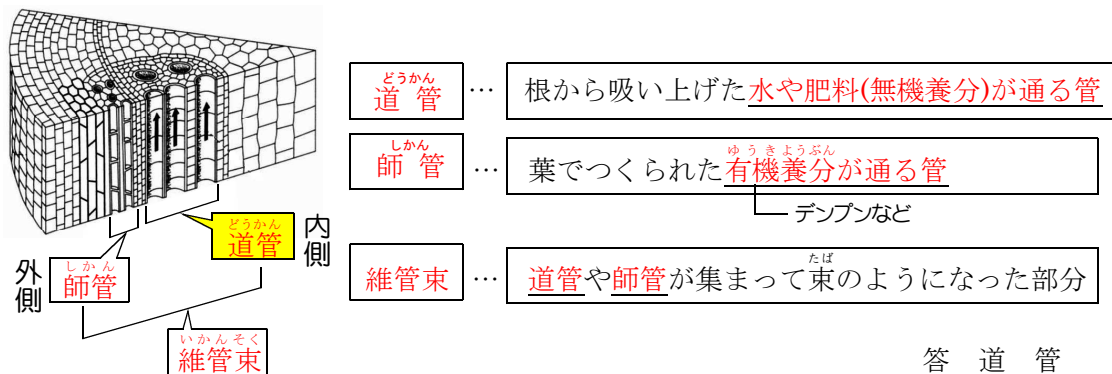 どうかん
道管 … 根から吸い上げた水や肥料(無機養分)が通る管
しかん
師管 … 葉でつくられた有機養分が通る管
ゆうきようぶん
デンプンなど
維管束 … 道管や師管が集まって束のようになった部分
たば
どうかん
道管
内側
しかん
師管
外側
いかんそく
維管束
答 道 管